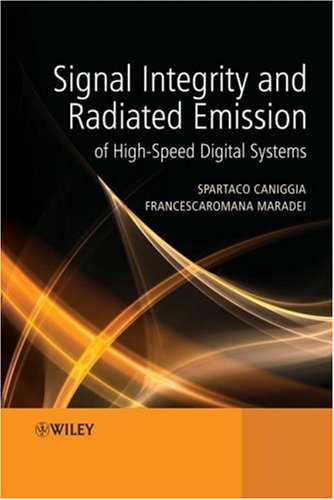 Signal Integrity and
Radiated Emission
of High-Speed Digital Systems
SPARTACO CANIGGIA
FRANCESCAROMANA MARADEI
WILEY